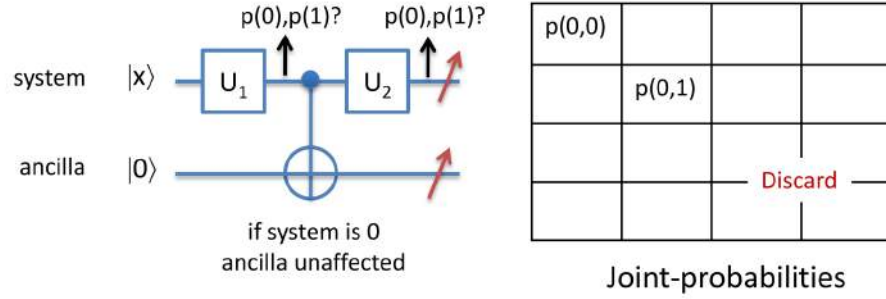 p(0),p(1)? p(0),p(1)?
system |x⟩ U₁ U₂
ancilla |0⟩
if system is 0
ancilla unaffected
p(0,0)
p(0,1)
Discard
Joint-probabilities